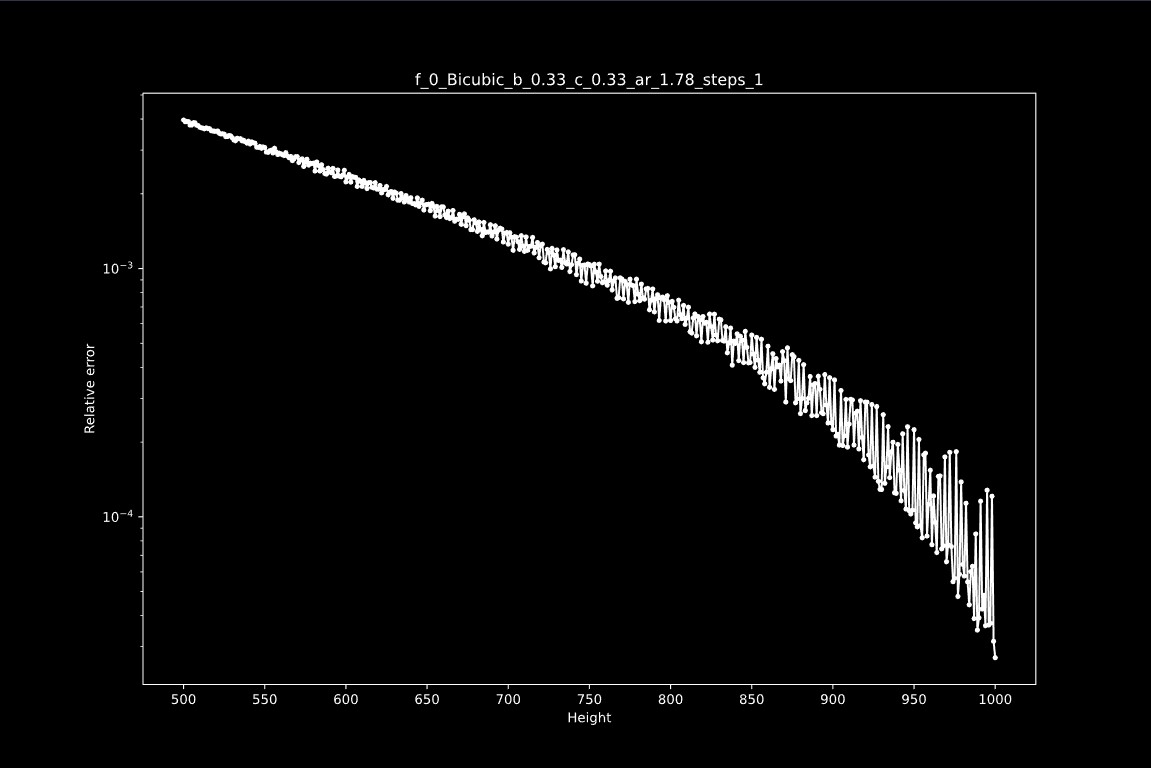 f_0_Bicubic_b_0.33_c_0.33_ar_1.78_steps_1
Relative error
10⁻³
10⁻⁴
500 550 600 650 700 750 800 850 900 950 1000
Height